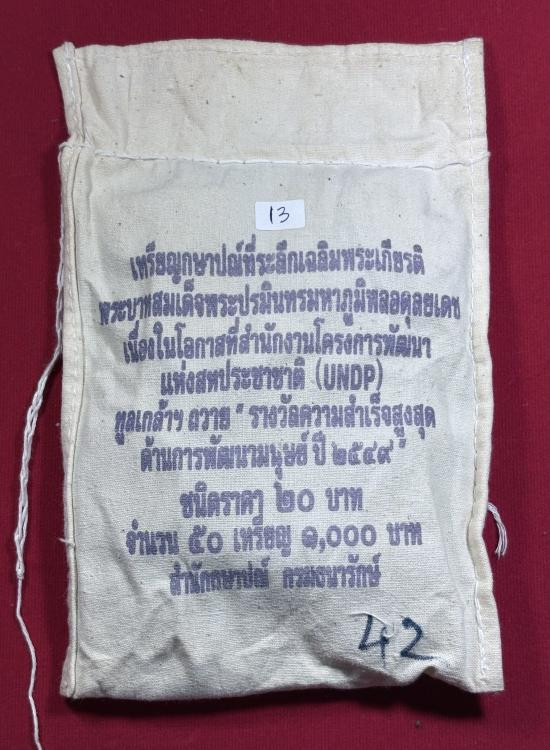 13
เหรียญกษาปณ์ที่ระลึกเฉลิมพระเกียรติ
พระบาทสมเด็จพระปรมินทรมหาภูมิพลอดุลยเดช
เนื่องในโอกาสที่สำนักงานโครงการพัฒนา
แห่งสหประชาชาติ (UNDP)
ทูลเกล้าฯ ถวาย "รางวัลความสำเร็จสูงสุด
ด้านการพัฒนามนุษย์ ปี ๒๕๔๙"
ชนิดราคา ๒๐ บาท
จำนวน ๕๐ เหรียญ ๑,๐๐๐ บาท
สำนักกษาปณ์ กรมธนารักษ์
42